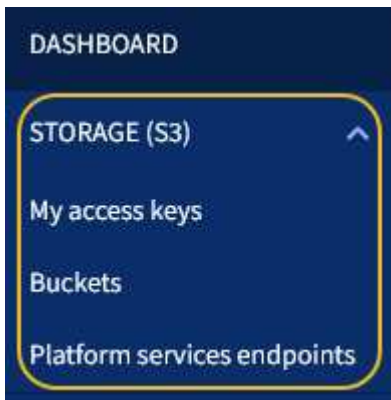 DASHBOARD
STORAGE (S3)
My access keys
Buckets
Platform services endpoints